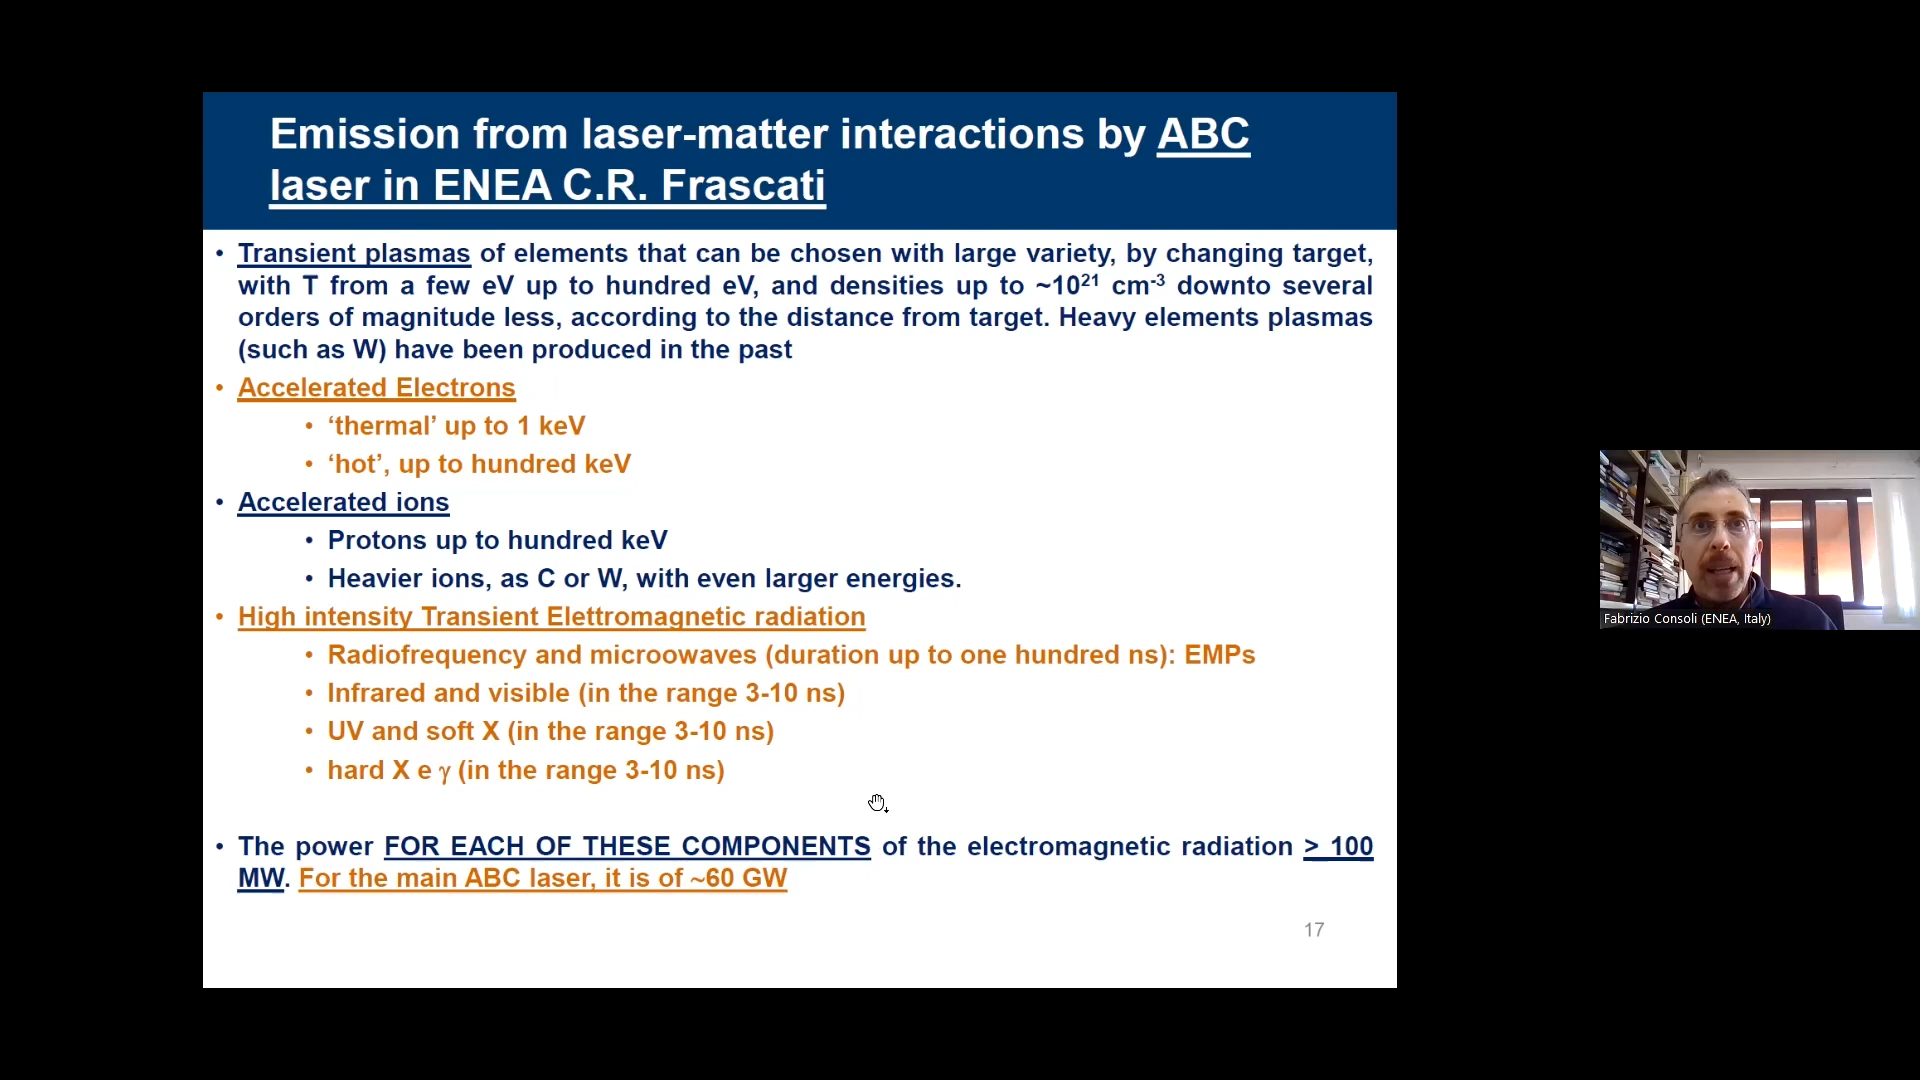 Emission from laser-matter interactions by ABC
laser in ENEA C.R. Frascati
• Transient plasmas of elements that can be chosen with large variety, by changing target,
with T from a few eV up to hundred eV, and densities up to ~10²¹ cm⁻³ downto several
orders of magnitude less, according to the distance from target. Heavy elements plasmas
(such as W) have been produced in the past
• Accelerated Electrons
• ‘thermal’ up to 1 keV
• ‘hot’, up to hundred keV
• Accelerated ions
• Protons up to hundred keV
• Heavier ions, as C or W, with even larger energies.
• High intensity Transient Elettromagnetic radiation
• Radiofrequency and microowaves (duration up to one hundred ns): EMPs
• Infrared and visible (in the range 3-10 ns)
• UV and soft X (in the range 3-10 ns)
• hard X e γ (in the range 3-10 ns)
• The power FOR EACH OF THESE COMPONENTS of the electromagnetic radiation > 100
MW. For the main ABC laser, it is of ~60 GW
17
Fabrizio Consoli (ENEA, Italy)